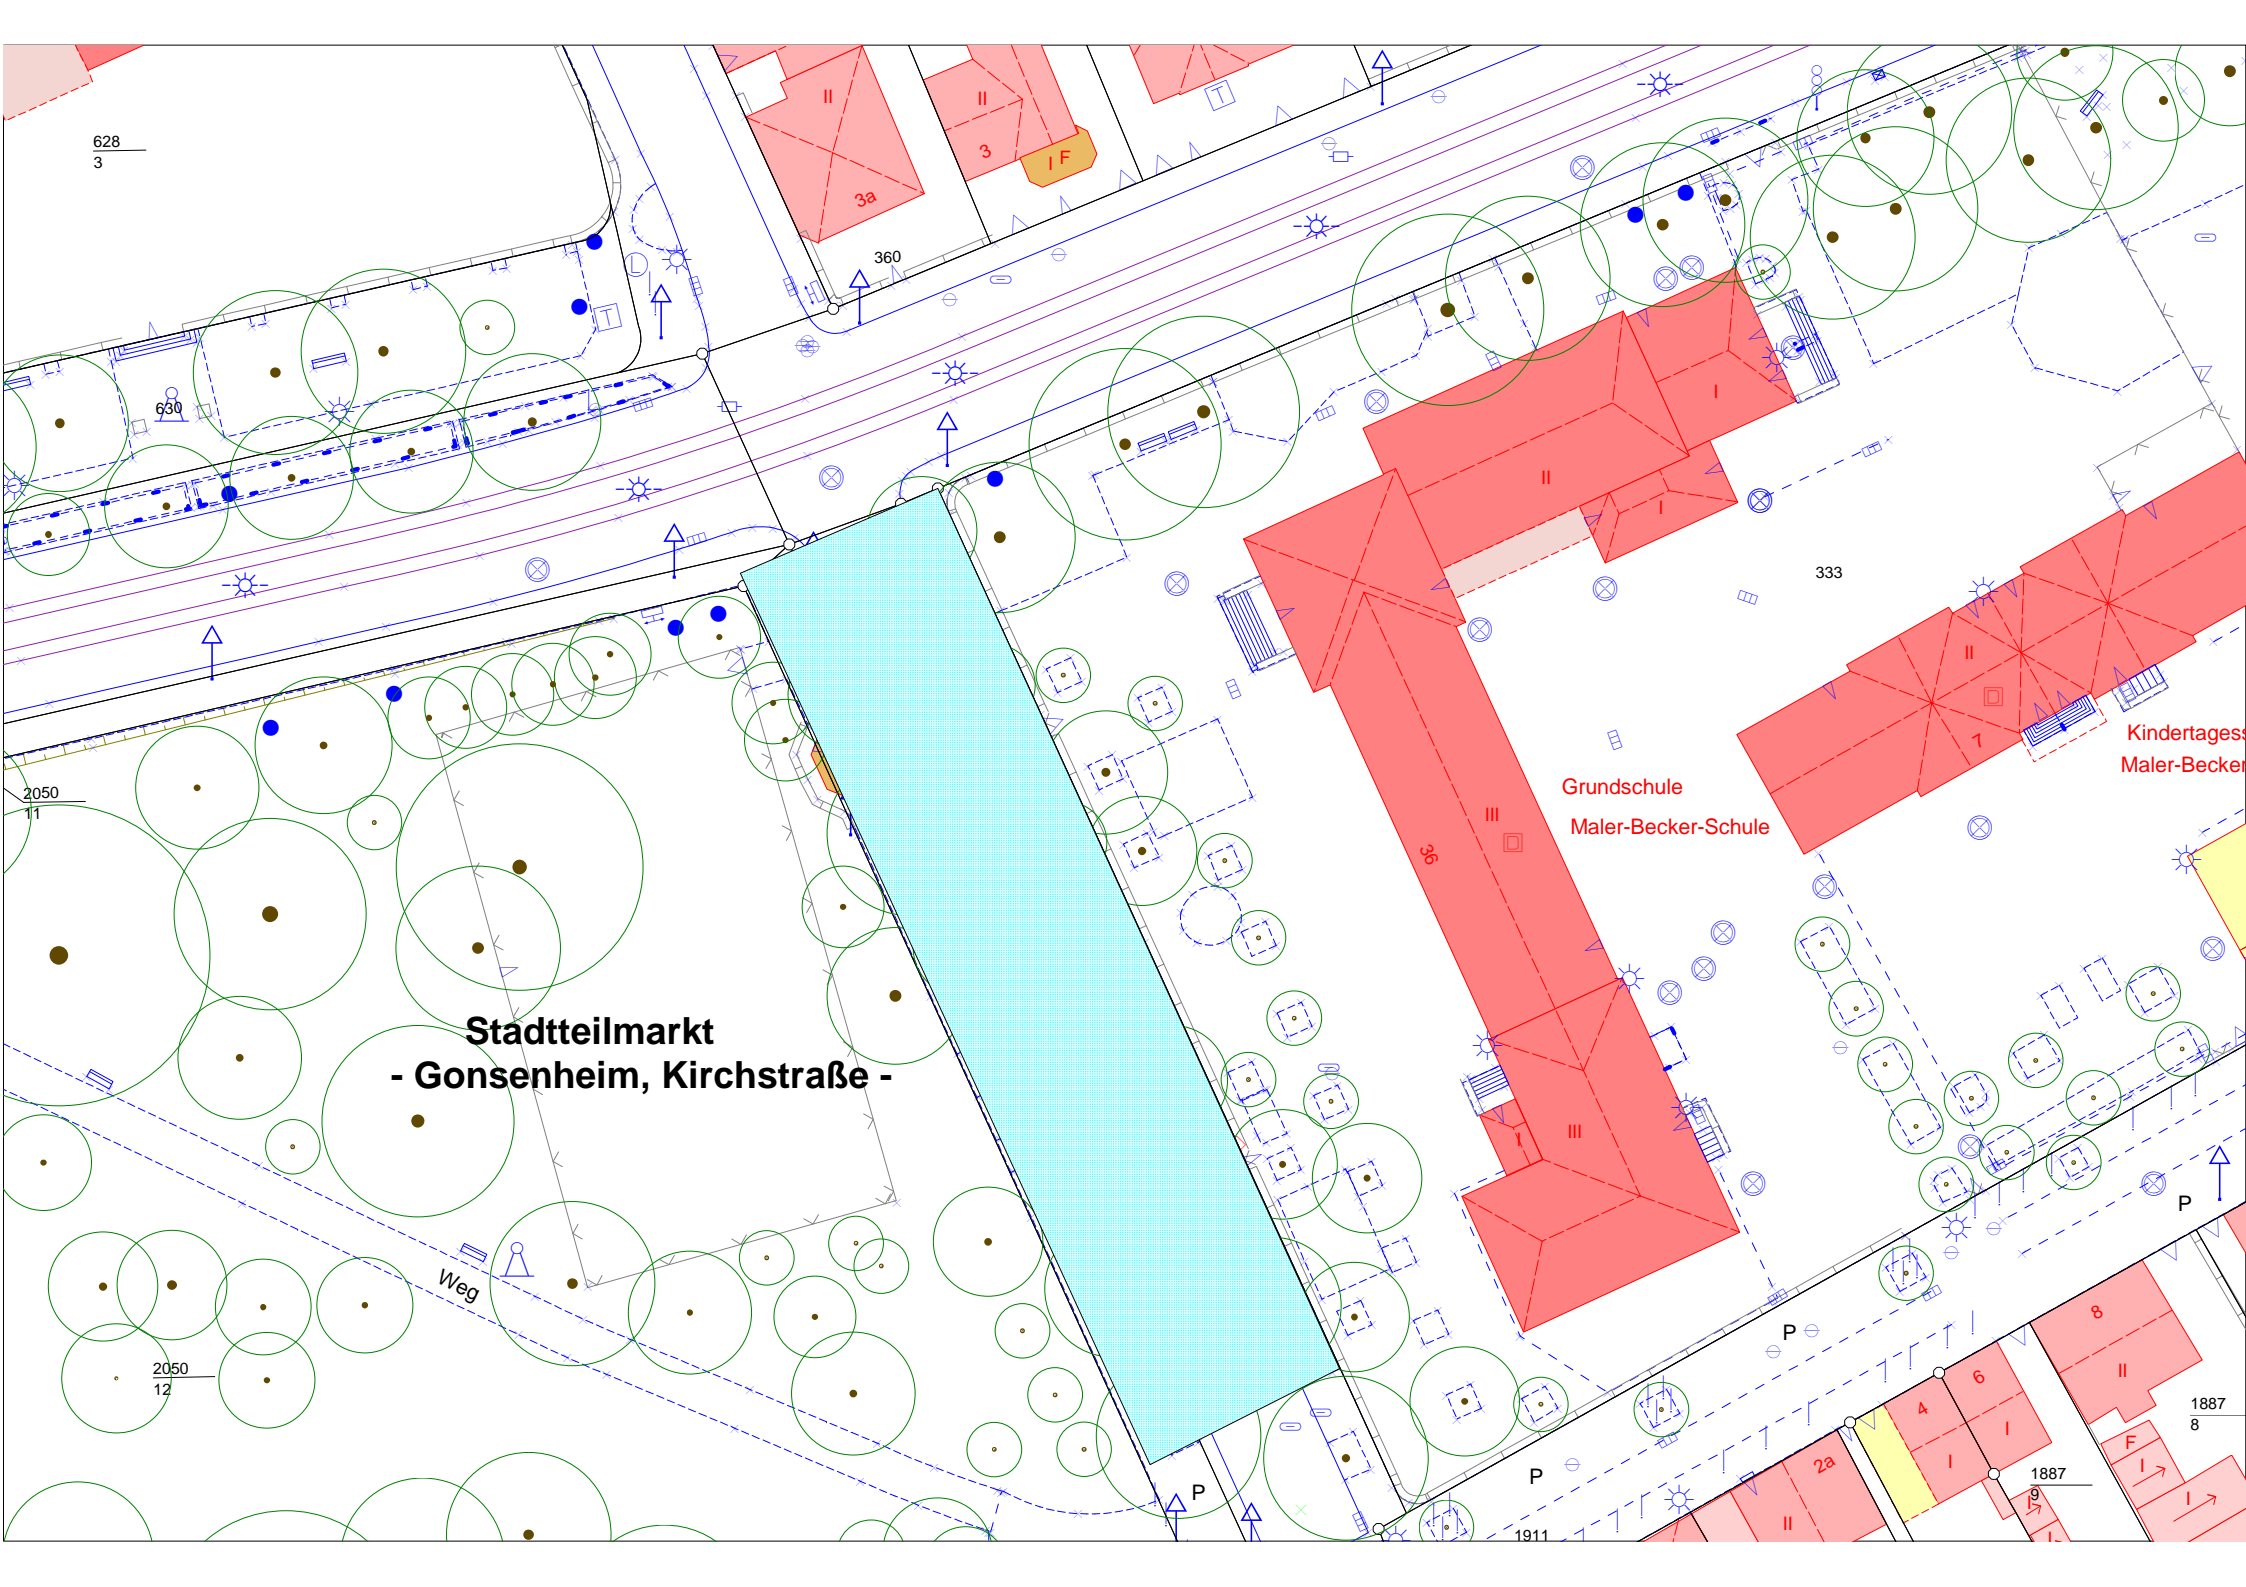 628
3
II
II
3
I F
3a
360
T
L
T
630
II
I
I
333
II
7
2050
11
Kindertagess
Maler-Becker
Grundschule
Maler-Becker-Schule
III
D
D
36
Stadtteilmarkt
- Gonsenheim, Kirchstraße -
III
I
P
Weg
P
8
II
6
4
I
I
2050
12
1887
8
2a
F
I
I
P
P
1887
9
I
II
I
1911